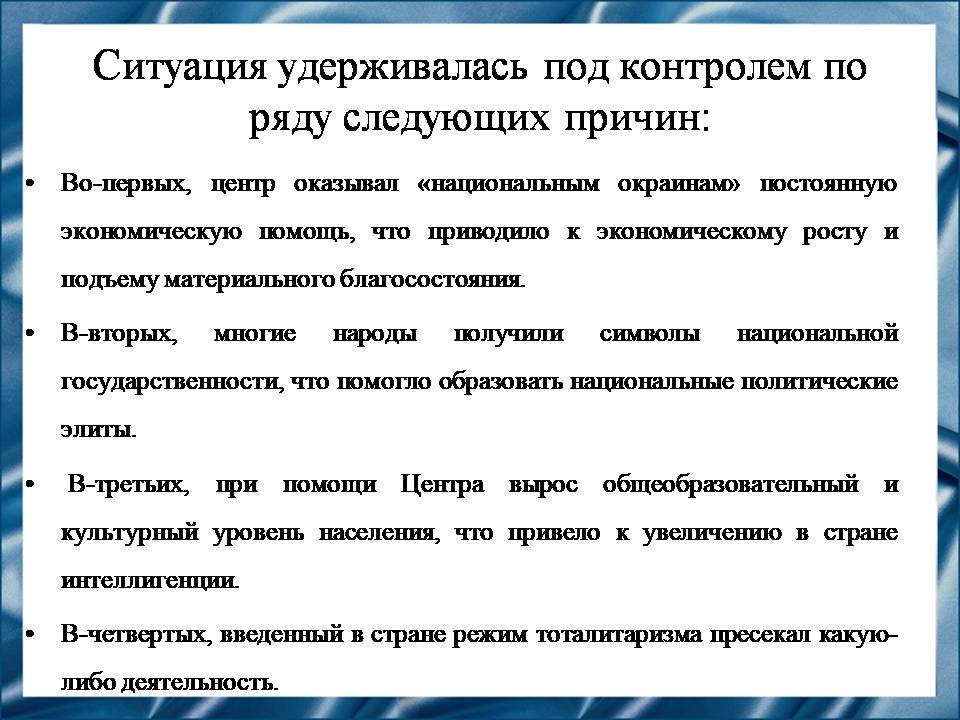 Ситуация удерживалась под контролем по
ряду следующих причин:
• Во-первых, центр оказывал «национальным окраинам» постоянную
экономическую помощь, что приводило к экономическому росту и
подъему материального благосостояния.
• В-вторых, многие народы получили символы национальной
государственности, что помогло образовать национальные политические
элиты.
• В-третьих, при помощи Центра вырос общеобразовательный и
культурный уровень населения, что привело к увеличению в стране
интеллигенции.
• В-четвертых, введенный в стране режим тоталитаризма пресекал какую-
либо деятельность.